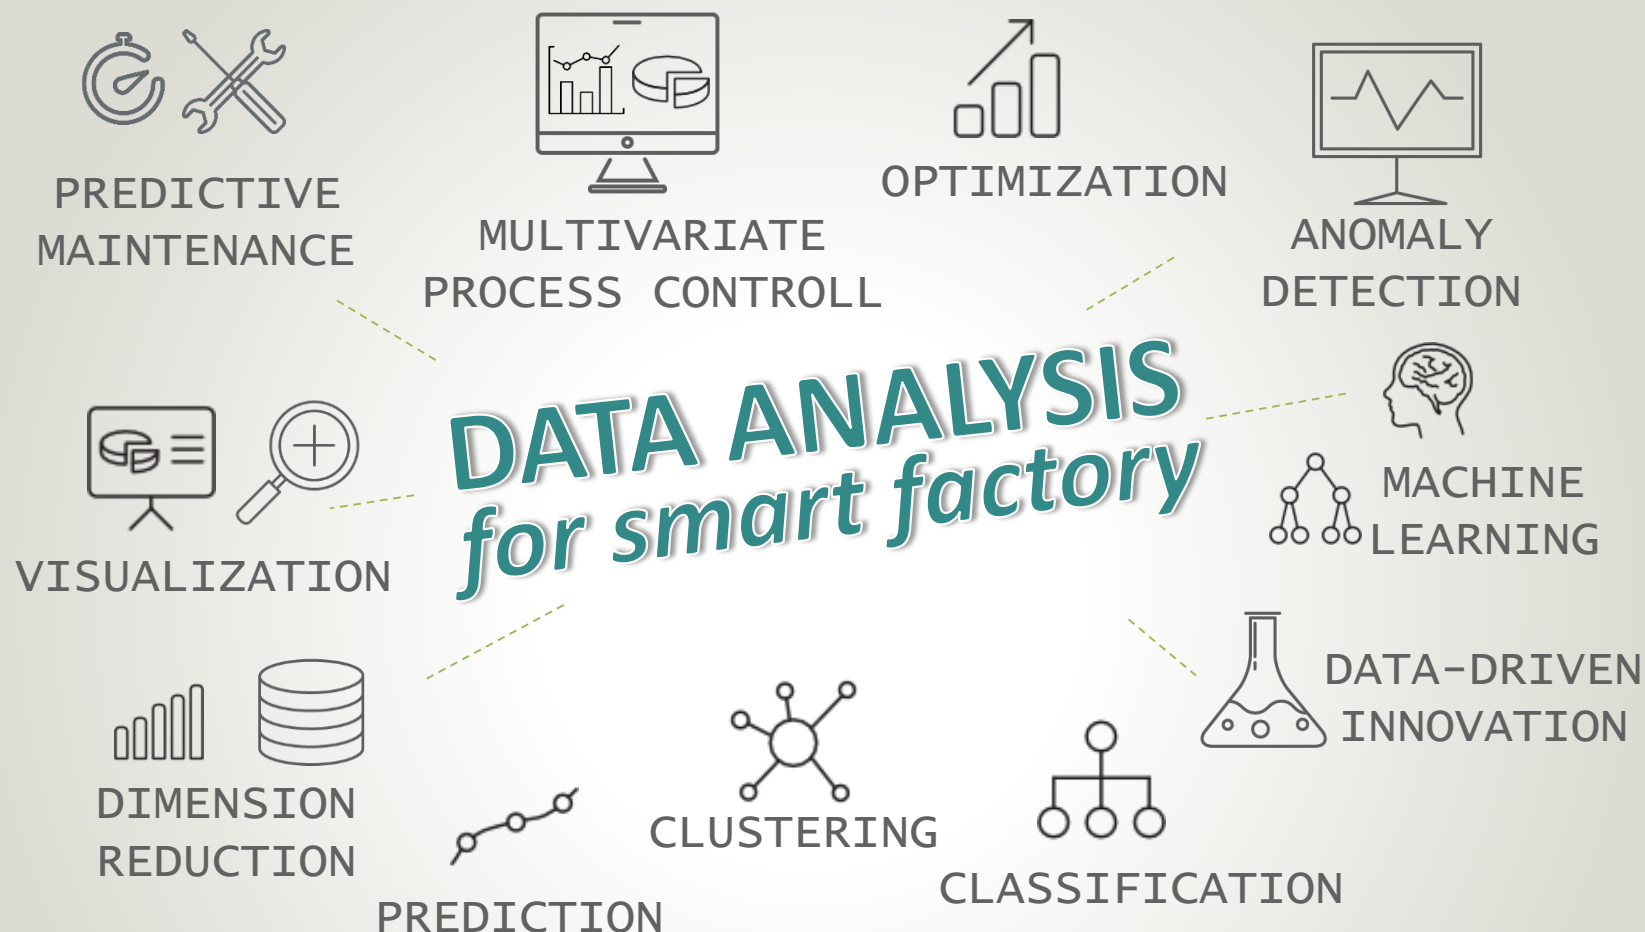 PREDICTIVE
MAINTENANCE
MULTIVARIATE
PROCESS CONTROLL
OPTIMIZATION
ANOMALY
DETECTION
DATA ANALYSIS
for smart factory
MACHINE
LEARNING
VISUALIZATION
DATA-DRIVEN
INNOVATION
DIMENSION
REDUCTION
PREDICTION
CLUSTERING
CLASSIFICATION